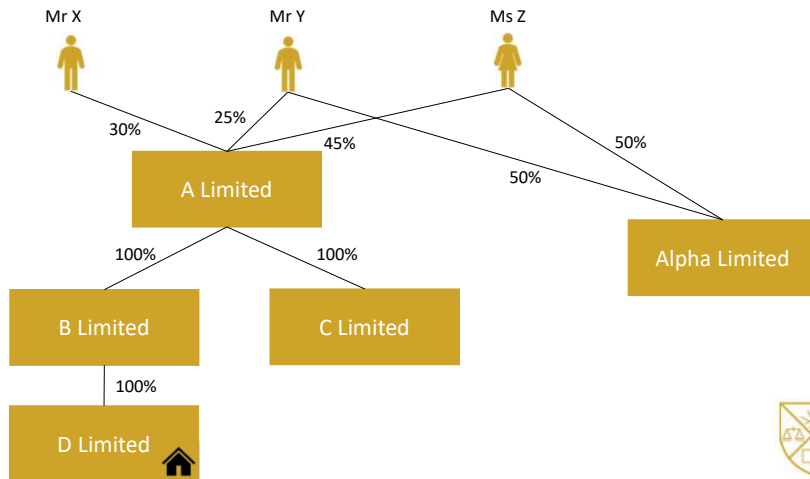 Mr X
Mr Y
Ms Z
30%
25%
45%
50%
50%
A Limited
Alpha Limited
100%
100%
B Limited
C Limited
100%
D Limited